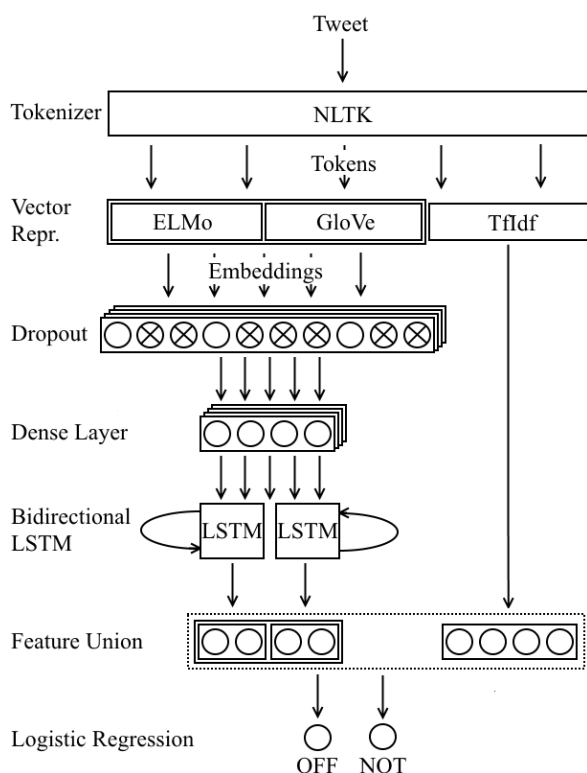 Tweet
Tokenizer
NLTK
Tokens
Vector
Repr.
ELMo
GloVe
TfIdf
Embeddings
Dropout
Dense Layer
Bidirectional
LSTM
LSTM
LSTM
Feature Union
Logistic Regression
OFF
NOT